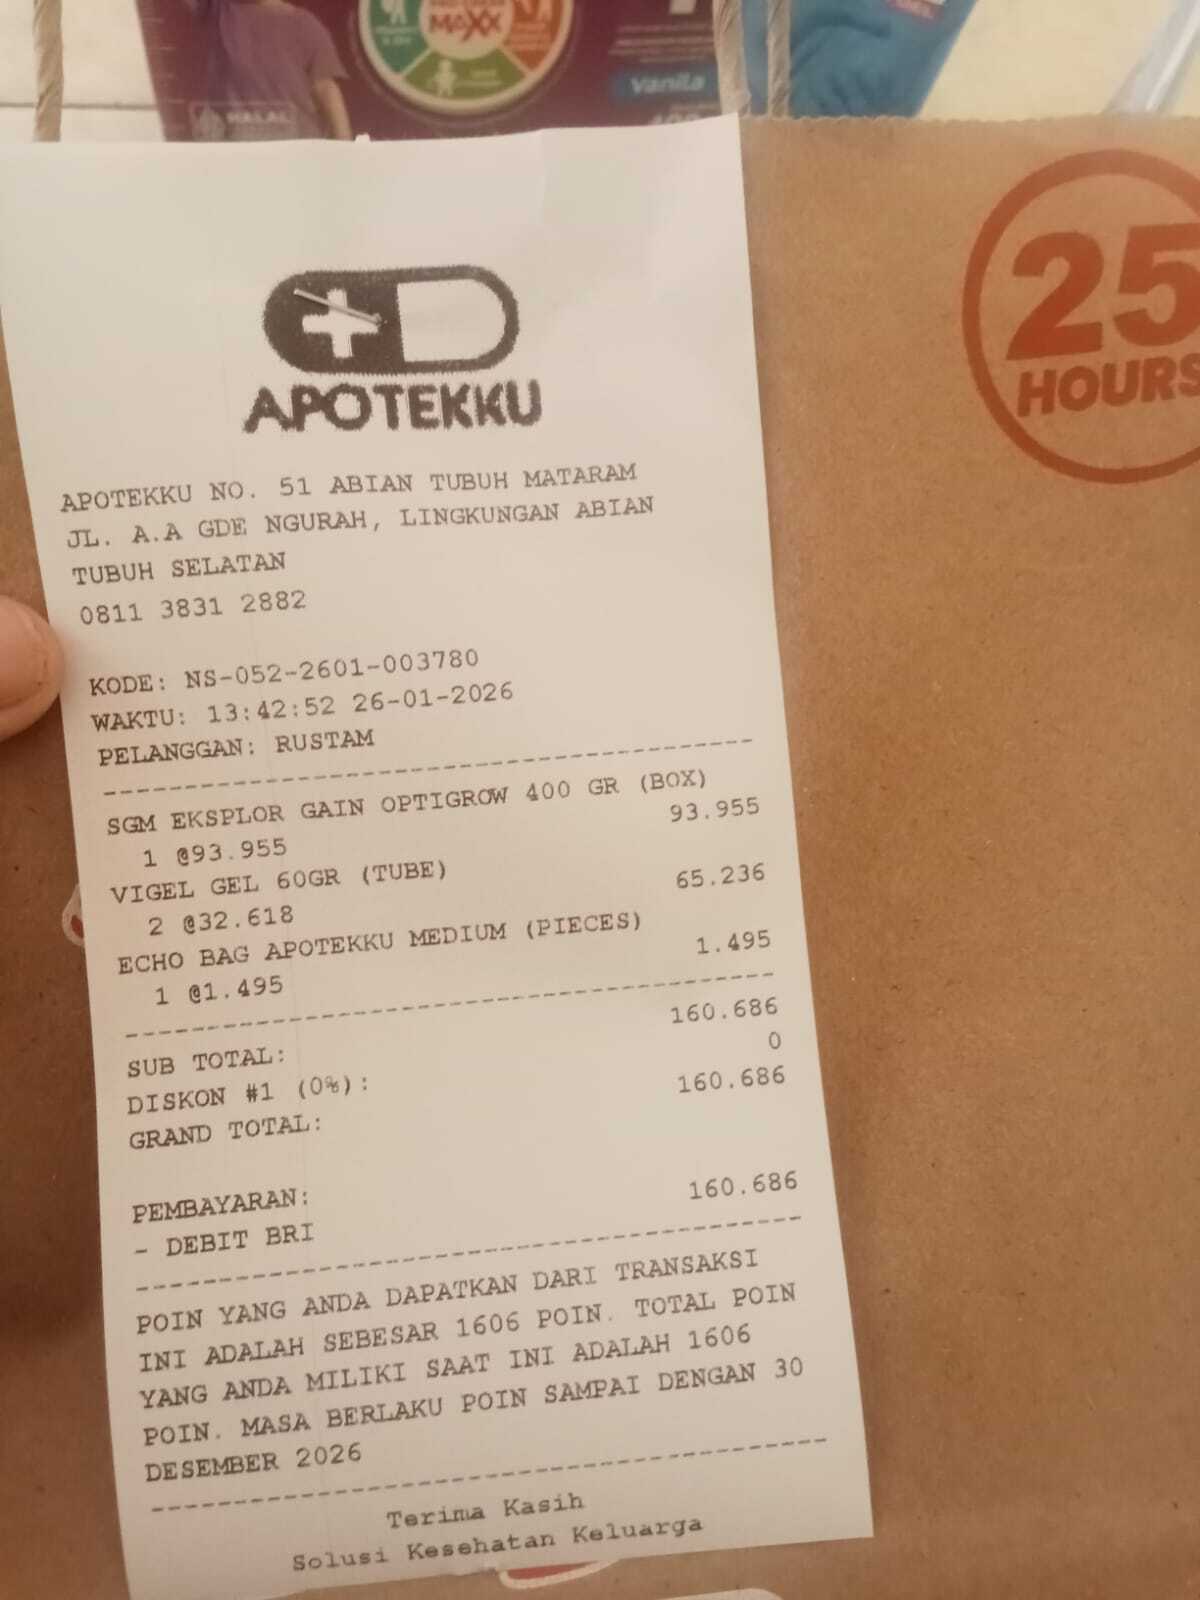 MAXX
Vanila
HALAL
25
HOURS
APOTEKKU
APOTEKKU NO. 51 ABIAN TUBUH MATARAM
JL. A.A GDE NGURAH, LINGKUNGAN ABIAN
TUBUH SELATAN
0811 3831 2882
KODE: NS-052-2601-003780
WAKTU: 13:42:52 26-01-2026
PELANGGAN: RUSTAM
SGM EKSPLOR GAIN OPTIGROW 400 GR (BOX)
1 @93.955 93.955
VIGEL GEL 60GR (TUBE)
2 @32.618 65.236
ECHO BAG APOTEKKU MEDIUM (PIECES)
1 @1.495 1.495
SUB TOTAL: 160.686
DISKON #1 (0%): 0
GRAND TOTAL: 160.686
PEMBAYARAN:
- DEBIT BRI 160.686
POIN YANG ANDA DAPATKAN DARI TRANSAKSI
INI ADALAH SEBESAR 1606 POIN. TOTAL POIN
YANG ANDA MILIKI SAAT INI ADALAH 1606
POIN. MASA BERLAKU POIN SAMPAI DENGAN 30
DESEMBER 2026
Terima Kasih
Solusi Kesehatan Keluarga